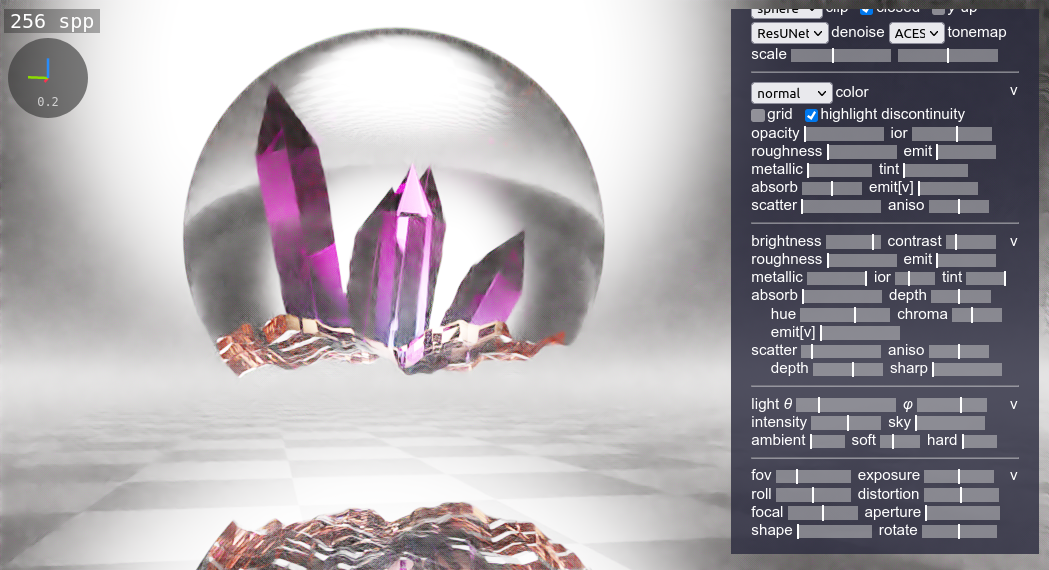 256 spp
0.2
sphere clip closed y-up
ResUNet denoise ACES tonemap
scale
normal color v
grid highlight discontinuity
opacity ior
roughness emit
metallic tint
absorb emit[v]
scatter aniso
brightness contrast v
roughness emit
metallic ior tint
absorb depth
hue chroma
emit[v]
scatter aniso
depth sharp
light θ φ v
intensity sky
ambient soft hard
fov exposure v
roll distortion
focal aperture
shape rotate